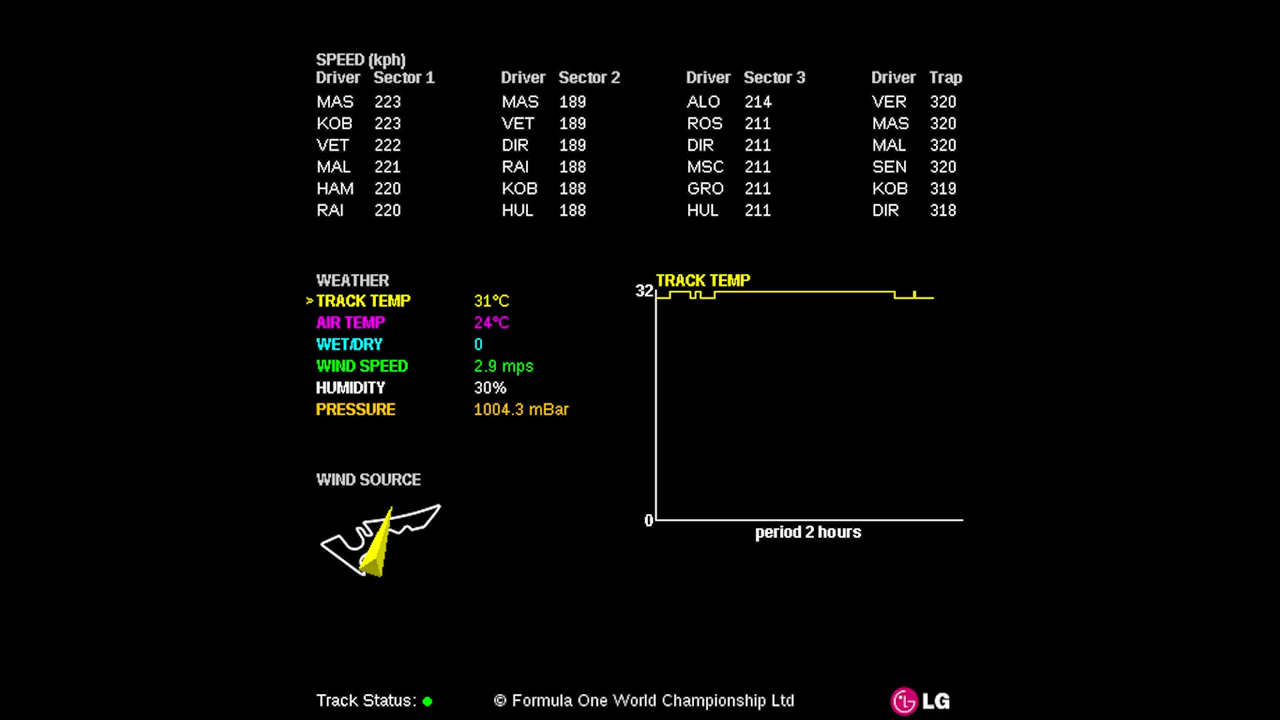 SPEED (kph)
Driver Sector 1 Driver Sector 2 Driver Sector 3 Driver Trap
MAS 223 MAS 189 ALO 214 VER 320
KOB 223 VET 189 ROS 211 MAS 320
VET 222 DIR 189 DIR 211 MAL 320
MAL 221 RAI 188 MSC 211 SEN 320
HAM 220 KOB 188 GRO 211 KOB 319
RAI 220 HUL 188 HUL 211 DIR 318
WEATHER
>TRACK TEMP 31°C
AIR TEMP 24°C
WET/DRY 0
WIND SPEED 2.9 mps
HUMIDITY 30%
PRESSURE 1004.3 mBar
TRACK TEMP
32
0
period 2 hours
WIND SOURCE
Track Status: © Formula One World Championship Ltd LG